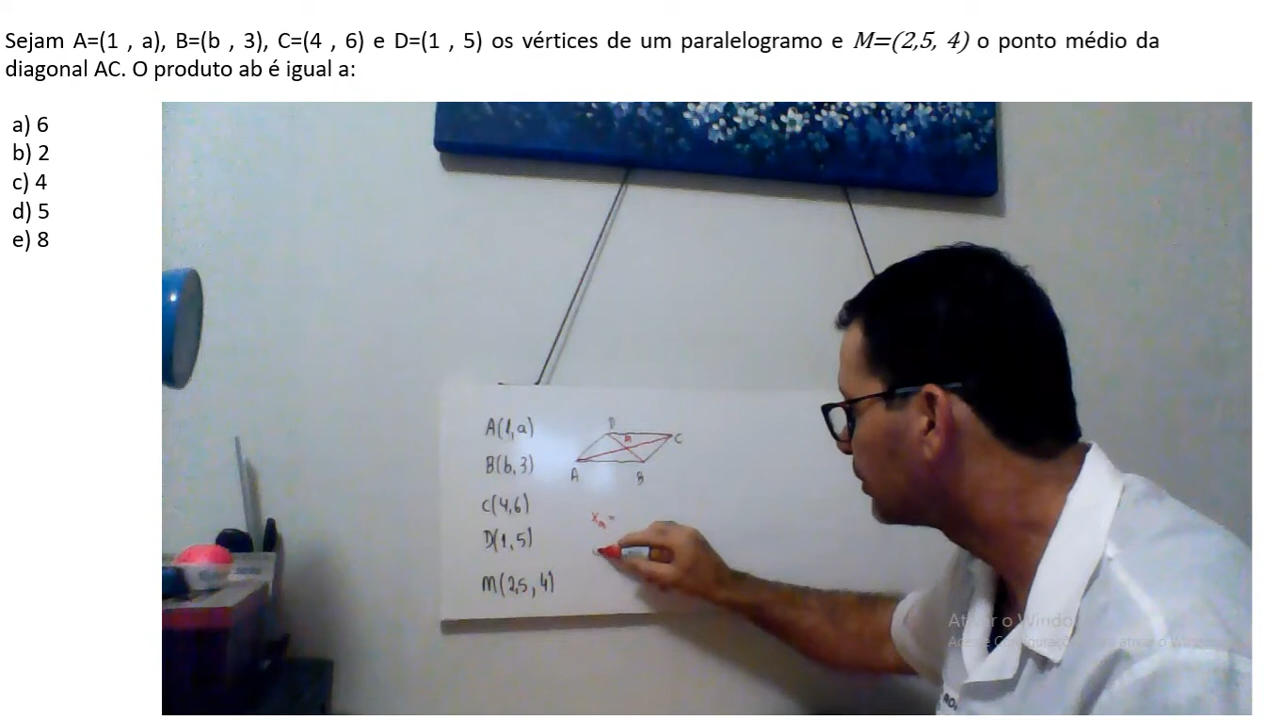 Sejam A=(1 , a), B=(b , 3), C=(4 , 6) e D=(1 , 5) os vértices de um paralelogramo e M=(2,5, 4) o ponto médio da
diagonal AC. O produto ab é igual a:
a) 6
b) 2
c) 4
d) 5
e) 8
A(1,a)
B(b,3)
C(4,6)
D(1,5)
M(2,5,4)
D
M
C
A
B
xM =
Ativar o Windo